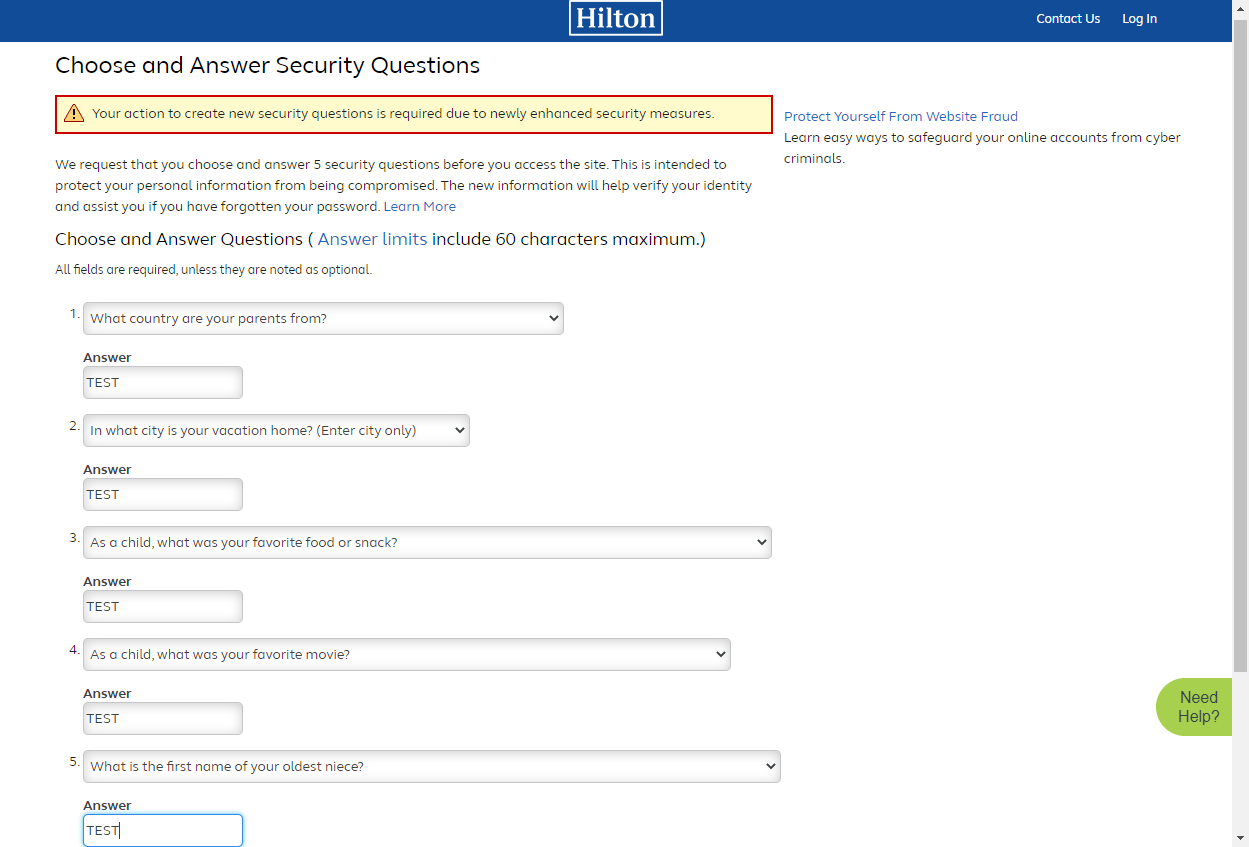 Hilton
Contact Us Log In
Choose and Answer Security Questions
Your action to create new security questions is required due to newly enhanced security measures.
Protect Yourself From Website Fraud
Learn easy ways to safeguard your online accounts from cyber
criminals.
We request that you choose and answer 5 security questions before you access the site. This is intended to
protect your personal information from being compromised. The new information will help verify your identity
and assist you if you have forgotten your password. Learn More
Choose and Answer Questions ( Answer limits include 60 characters maximum.)
All fields are required, unless they are noted as optional.
1. What country are your parents from?
Answer
TEST
2. In what city is your vacation home? (Enter city only)
Answer
TEST
3. As a child, what was your favorite food or snack?
Answer
TEST
4. As a child, what was your favorite movie?
Answer
TEST
Need
Help?
5. What is the first name of your oldest niece?
Answer
TEST